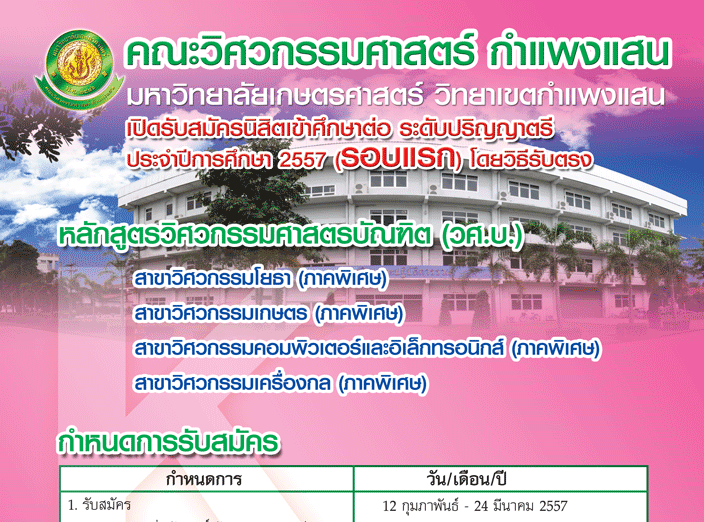 คณะวิศวกรรมศาสตร์ กำแพงแสน
มหาวิทยาลัยเกษตรศาสตร์ วิทยาเขตกำแพงแสน
เปิดรับสมัครนิสิตเข้าศึกษาต่อ ระดับปริญญาตรี
ประจำปีการศึกษา 2557 (รอบแรก) โดยวิธีรับตรง
หลักสูตรวิศวกรรมศาสตรบัณฑิต (วศ.บ.)
สาขาวิศวกรรมโยธา (ภาคพิเศษ)
สาขาวิศวกรรมเกษตร (ภาคพิเศษ)
สาขาวิศวกรรมคอมพิวเตอร์และอิเล็กทรอนิกส์ (ภาคพิเศษ)
สาขาวิศวกรรมเครื่องกล (ภาคพิเศษ)
กำหนดการรับสมัคร
กำหนดการ วัน/เดือน/ปี
1. รับสมัคร 12 กุมภาพันธ์ - 24 มีนาคม 2557